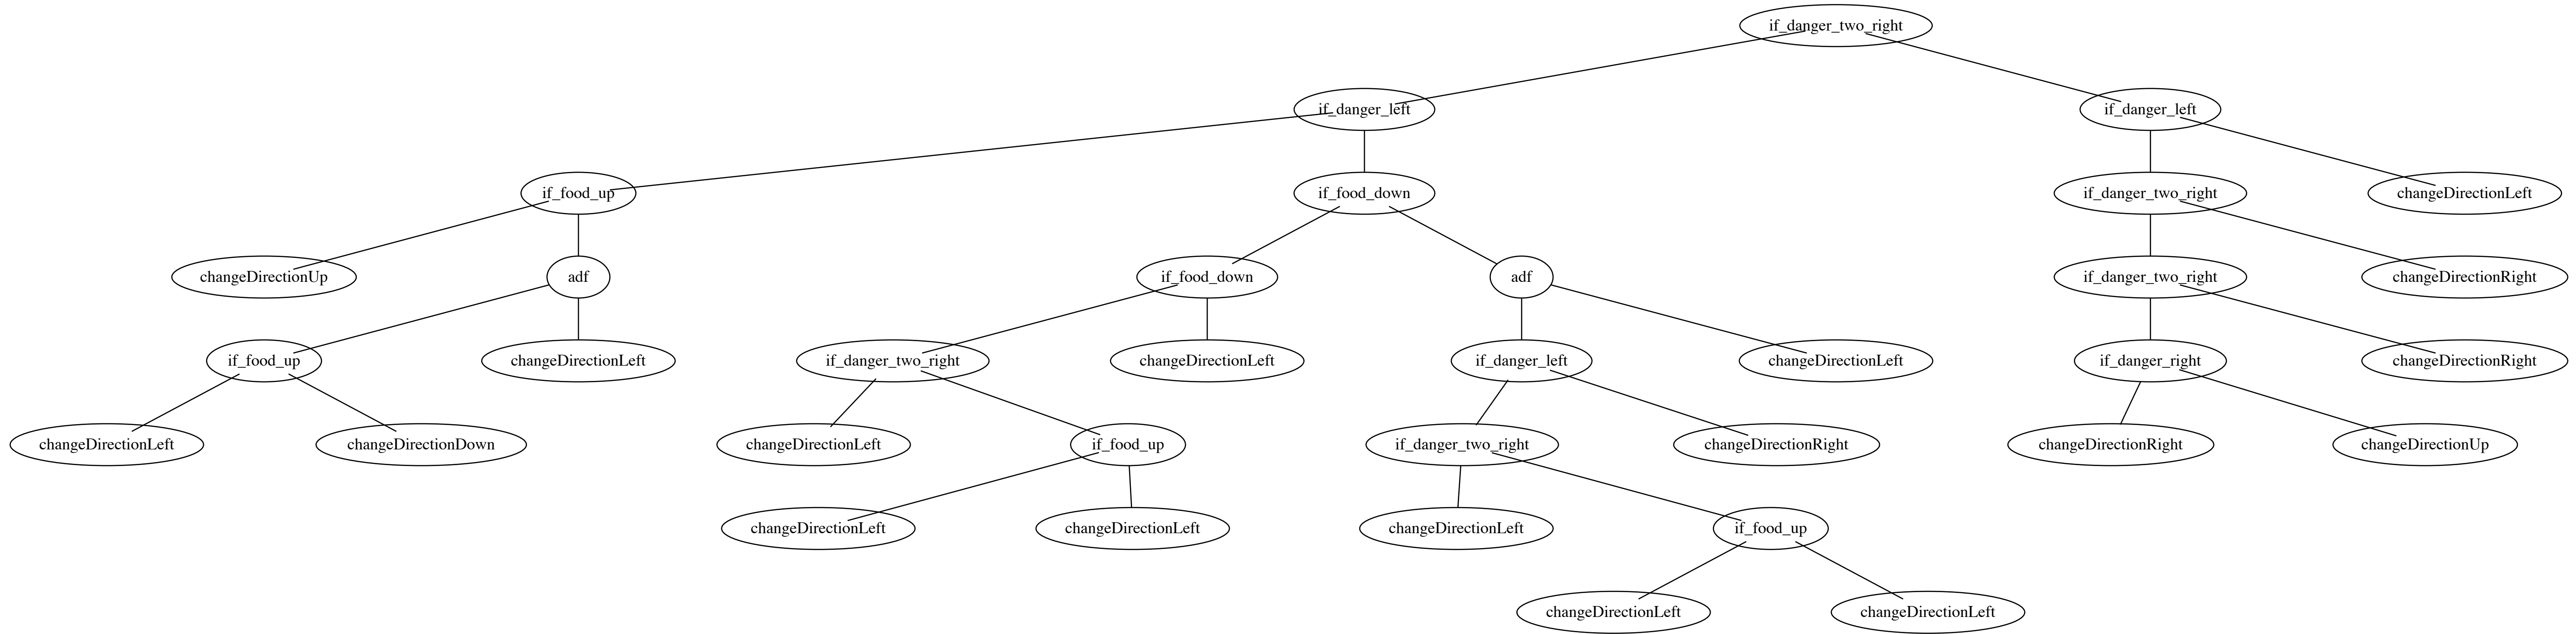 if_danger_two_right
if_danger_left
if_danger_left
if_food_up
if_food_down
if_danger_two_right
changeDirectionLeft
changeDirectionUp
adf
if_food_down
adf
if_danger_two_right
changeDirectionRight
if_food_up
changeDirectionLeft
if_danger_two_right
changeDirectionLeft
if_danger_left
changeDirectionLeft
if_danger_right
changeDirectionRight
changeDirectionLeft
changeDirectionDown
changeDirectionLeft
if_food_up
if_danger_two_right
changeDirectionRight
changeDirectionRight
changeDirectionUp
changeDirectionLeft
changeDirectionLeft
changeDirectionLeft
if_food_up
changeDirectionLeft
changeDirectionLeft